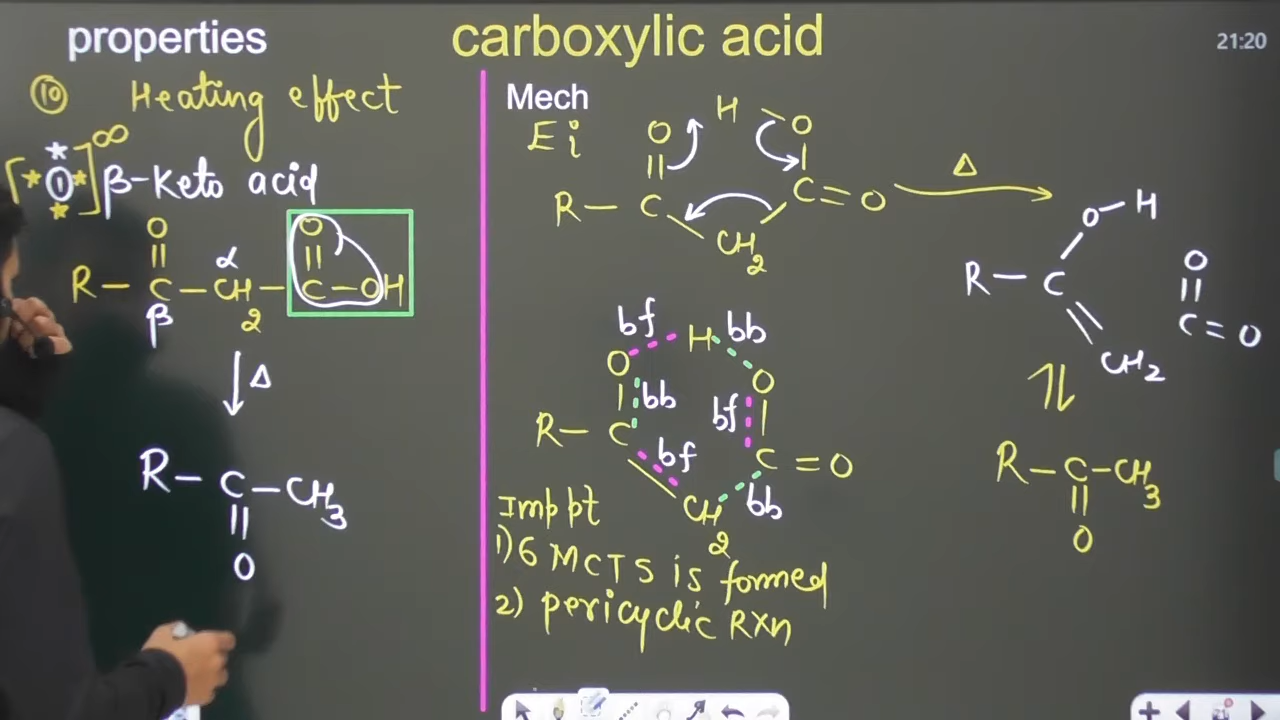 properties
carboxylic acid
21:20
10 Heating effect
[*1*]∞ β-Keto acid
O O
|| α ||
R-C-CH2-C-OH
β
↓Δ
R-C-CH3
||
O
Mech
Ei
O H O
R-C CH2 C=O
Δ
O-H
R-C
CH2
O
||
C=O
⇌
R-C-CH3
||
O
bf H bb
O O
bb bf
R-C bf C=O
CH2 bb
Imp pt
1) 6 MCTS is formed
2) pericyclic Rxn